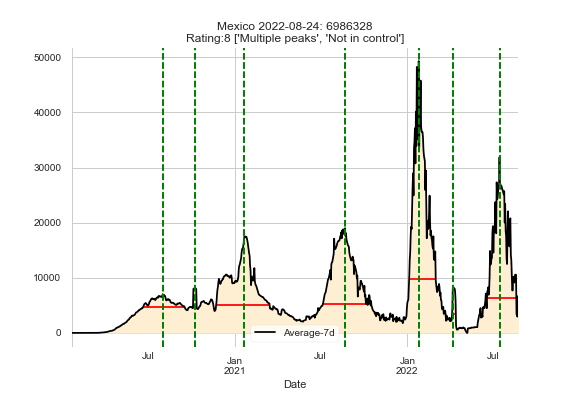 Mexico 2022-08-24: 6986328
Rating:8 ['Multiple peaks', 'Not in control']
50000
40000
30000
20000
10000
0
Average-7d
Jul
Jan
2021
Jul
Jan
2022
Jul
Date